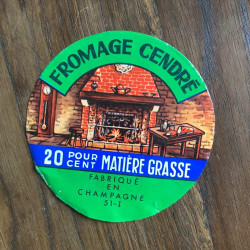 FROMAGE CENDRÉ
20 POUR CENT MATIÈRE GRASSE
FABRIQUÉ
EN
CHAMPAGNE
51-I